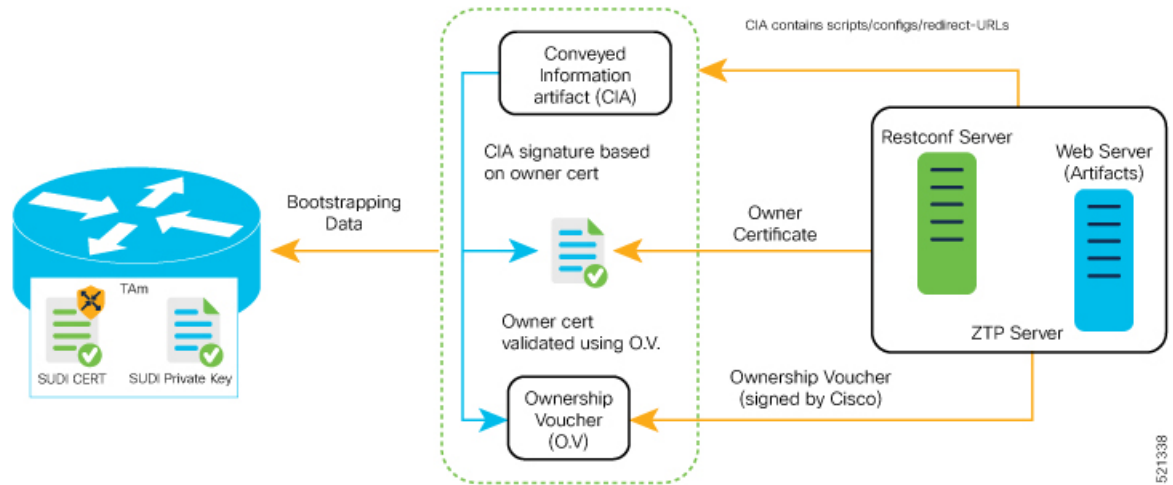 CIA contains scripts/configs/redirect-URLs
Conveyed
Information
artifact (CIA)
CIA signature based
on owner cert
Owner cert
validated using O.V.
Ownership
Voucher
(O.V)
Bootstrapping
Data
TAm
SUDI CERT
SUDI Private Key
Owner
Certificate
Ownership Voucher
(signed by Cisco)
Restconf Server
Web Server
(Artifacts)
ZTP Server
521338